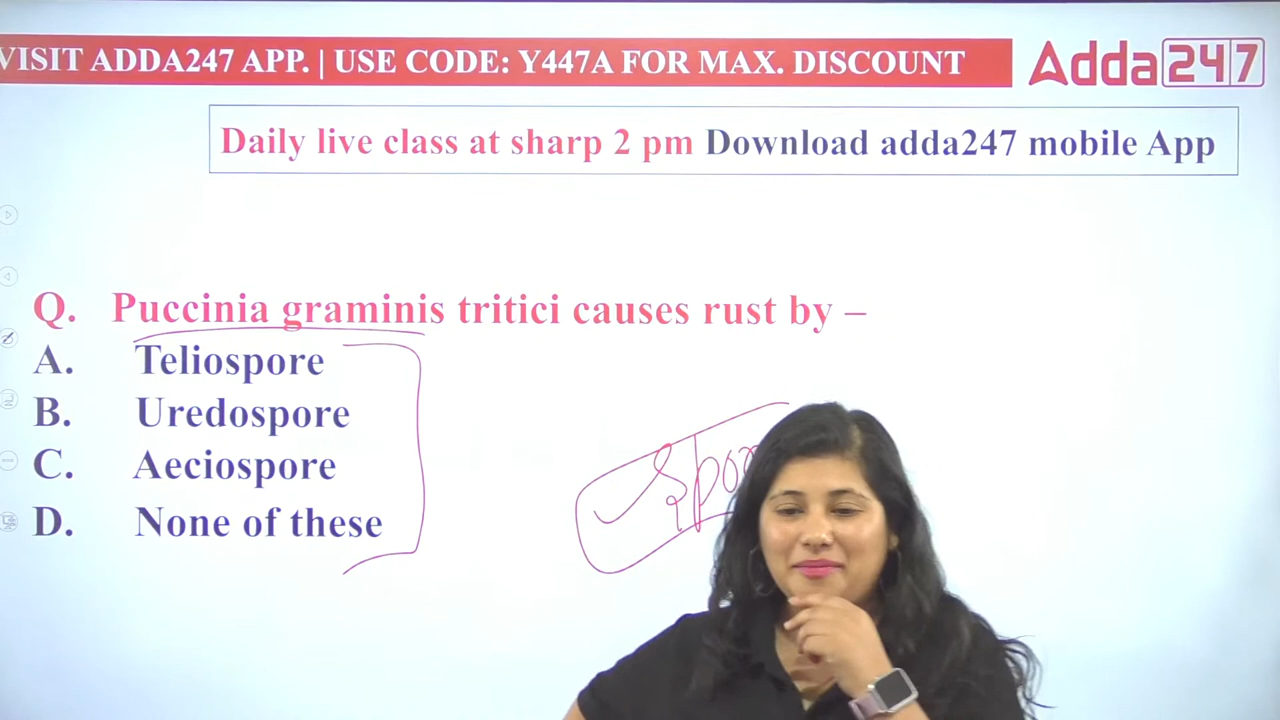 VISIT ADDA247 APP. | USE CODE: Y447A FOR MAX. DISCOUNT
Adda247
Daily live class at sharp 2 pm Download adda247 mobile App
Q. Puccinia graminis tritici causes rust by –
A. Teliospore
B. Uredospore
C. Aeciospore
D. None of these